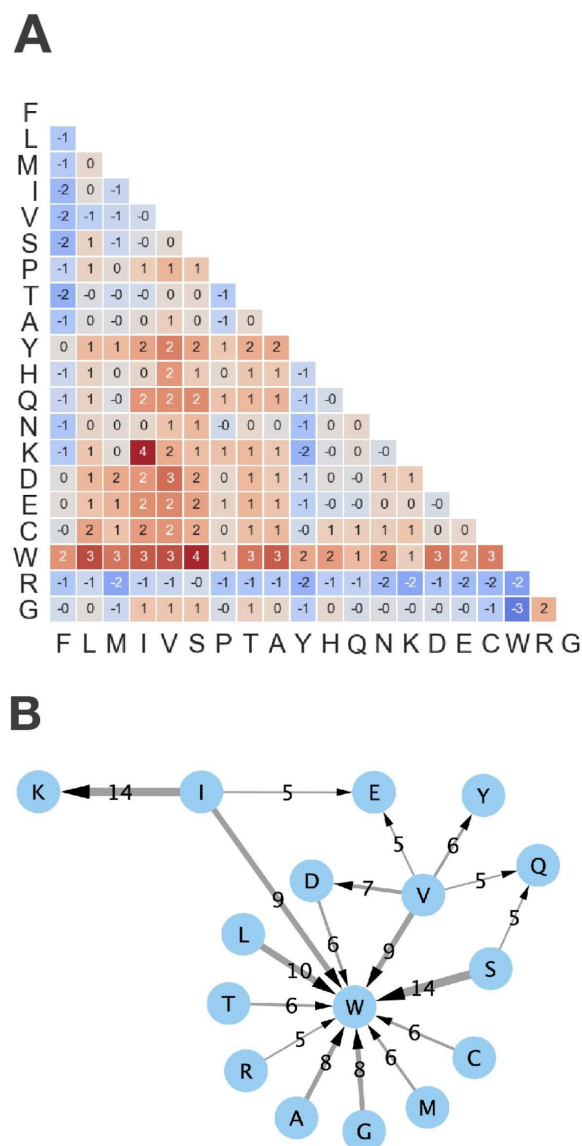 A
F
L -1
M -1 0
I -2 0 -1
V -2 -1 -1 -0
S -2 1 -1 -0 0
P -1 1 0 1 1 1
T -2 -0 -0 -0 0 0 -1
A -1 0 -0 0 1 0 -1 0
Y 0 1 1 2 2 2 1 2 2
H -1 1 0 0 2 0 1 0 1 -1
Q -1 1 -0 2 2 2 1 1 1 -1 -0
N -1 0 0 0 1 1 -0 0 0 -1 0 0
K -1 1 0 4 2 1 1 1 1 -2 0 0 -0
D 0 1 2 2 3 2 0 1 1 -1 0 0 1 1
E 0 1 1 2 2 2 0 1 1 -1 -0 -0 0 0 -0
C -0 2 1 2 2 2 0 1 1 -0 1 1 1 1 0 0
W 2 3 3 3 3 4 1 3 3 2 2 1 2 1 3 2 3
R -1 -1 -2 -1 -1 -0 -1 -1 -1 -2 -1 -2 -1 -2 -1 -1 -2 -2
G -0 0 -1 1 1 1 -0 1 0 -1 0 -0 -0 -0 -0 -0 -1 -3 2
F L M I V S P T A Y H Q N K D E C W R G
B
K 14 I 5 E Y
5 6 Q
D 7 V 5
9 6 9 5
L S
10 14
T 6 W
5 6
R 8 8 6 C
A M
G